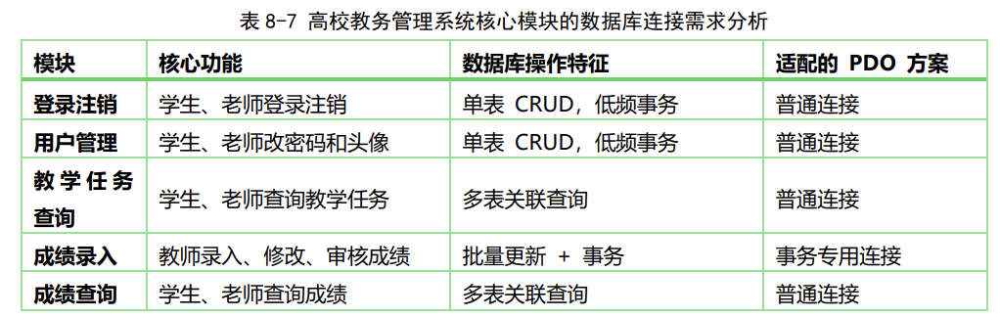 表 8-7 高校教务管理系统核心模块的数据库连接需求分析
模块 核心功能 数据库操作特征 适配的 PDO 方案
登录注销 学生、老师登录注销 单表 CRUD，低频事务 普通连接
用户管理 学生、老师改密码和头像 单表 CRUD，低频事务 普通连接
教学任务
查询 学生、老师查询教学任务 多表关联查询 普通连接
成绩录入 教师录入、修改、审核成绩 批量更新 + 事务 事务专用连接
成绩查询 学生、老师查询成绩 多表关联查询 普通连接